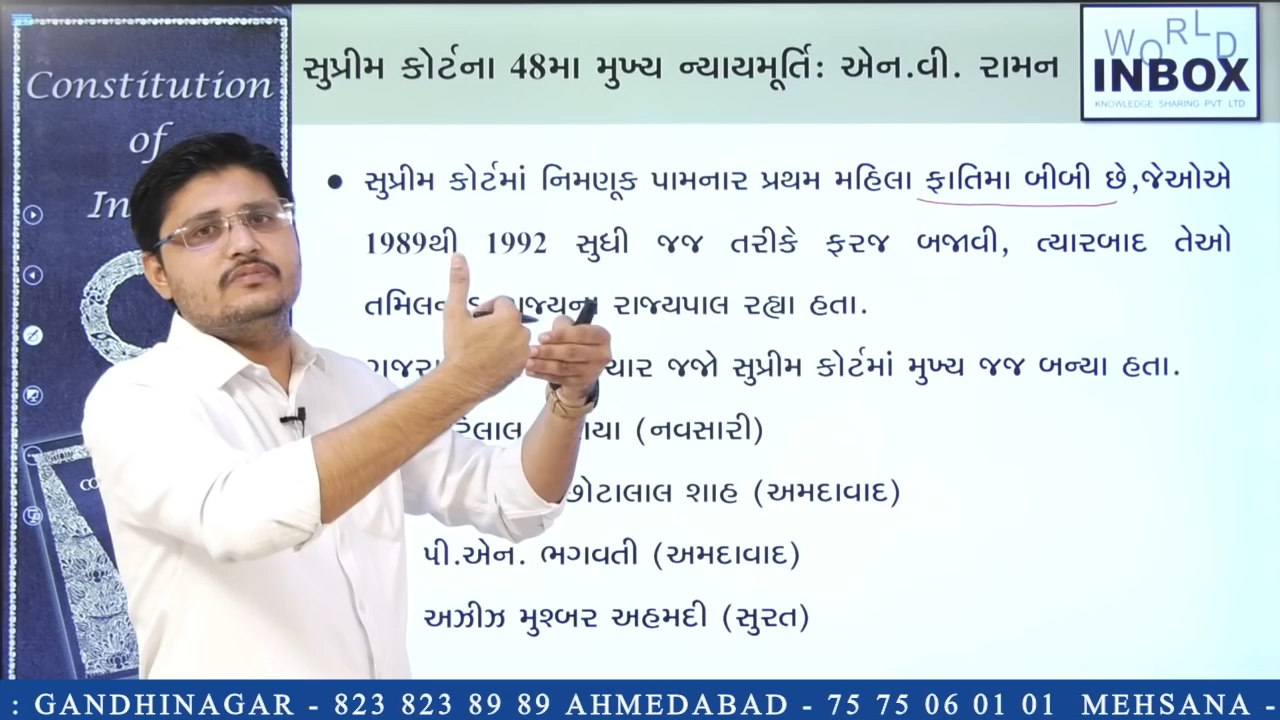 Constitution
of
In
સુપ્રીમ કોર્ટના 48મા મુખ્ય ન્યાયમૂર્તિઃ એન.વી. રામન
WORLD
INBOX
KNOWLEDGE SHARING PVT LTD
• સુપ્રીમ કોર્ટમાં નિમણૂક પામનાર પ્રથમ મહિલા ફાતિમા બીબી છે,જેઓએ
1989થી 1992 સુધી જજ તરીકે ફરજ બજાવી, ત્યારબાદ તેઓ
રાજ્યપાલ રહ્યા હતા.
ચાર જજો સુપ્રીમ કોર્ટમાં મુખ્ય જજ બન્યા હતા.
(નવસારી)
છોટાલાલ શાહ (અમદાવાદ)
પી.એન. ભગવતી (અમદાવાદ)
અઝીઝ મુશ્બર અહમદી (સુરત)
: GANDHINAGAR - 823 823 89 89 AHMEDABAD - 75 75 06 01 01 MEHSANA -